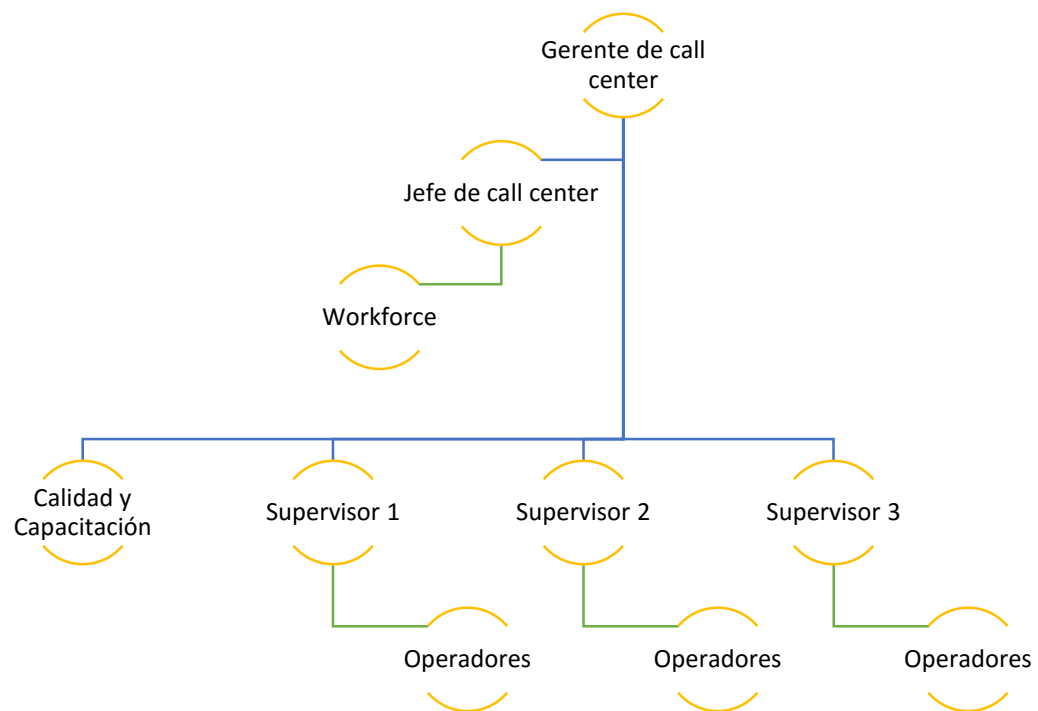 Gerente de call
center
Jefe de call center
Workforce
Calidad y
Capacitación
Supervisor 1
Supervisor 2
Supervisor 3
Operadores
Operadores
Operadores